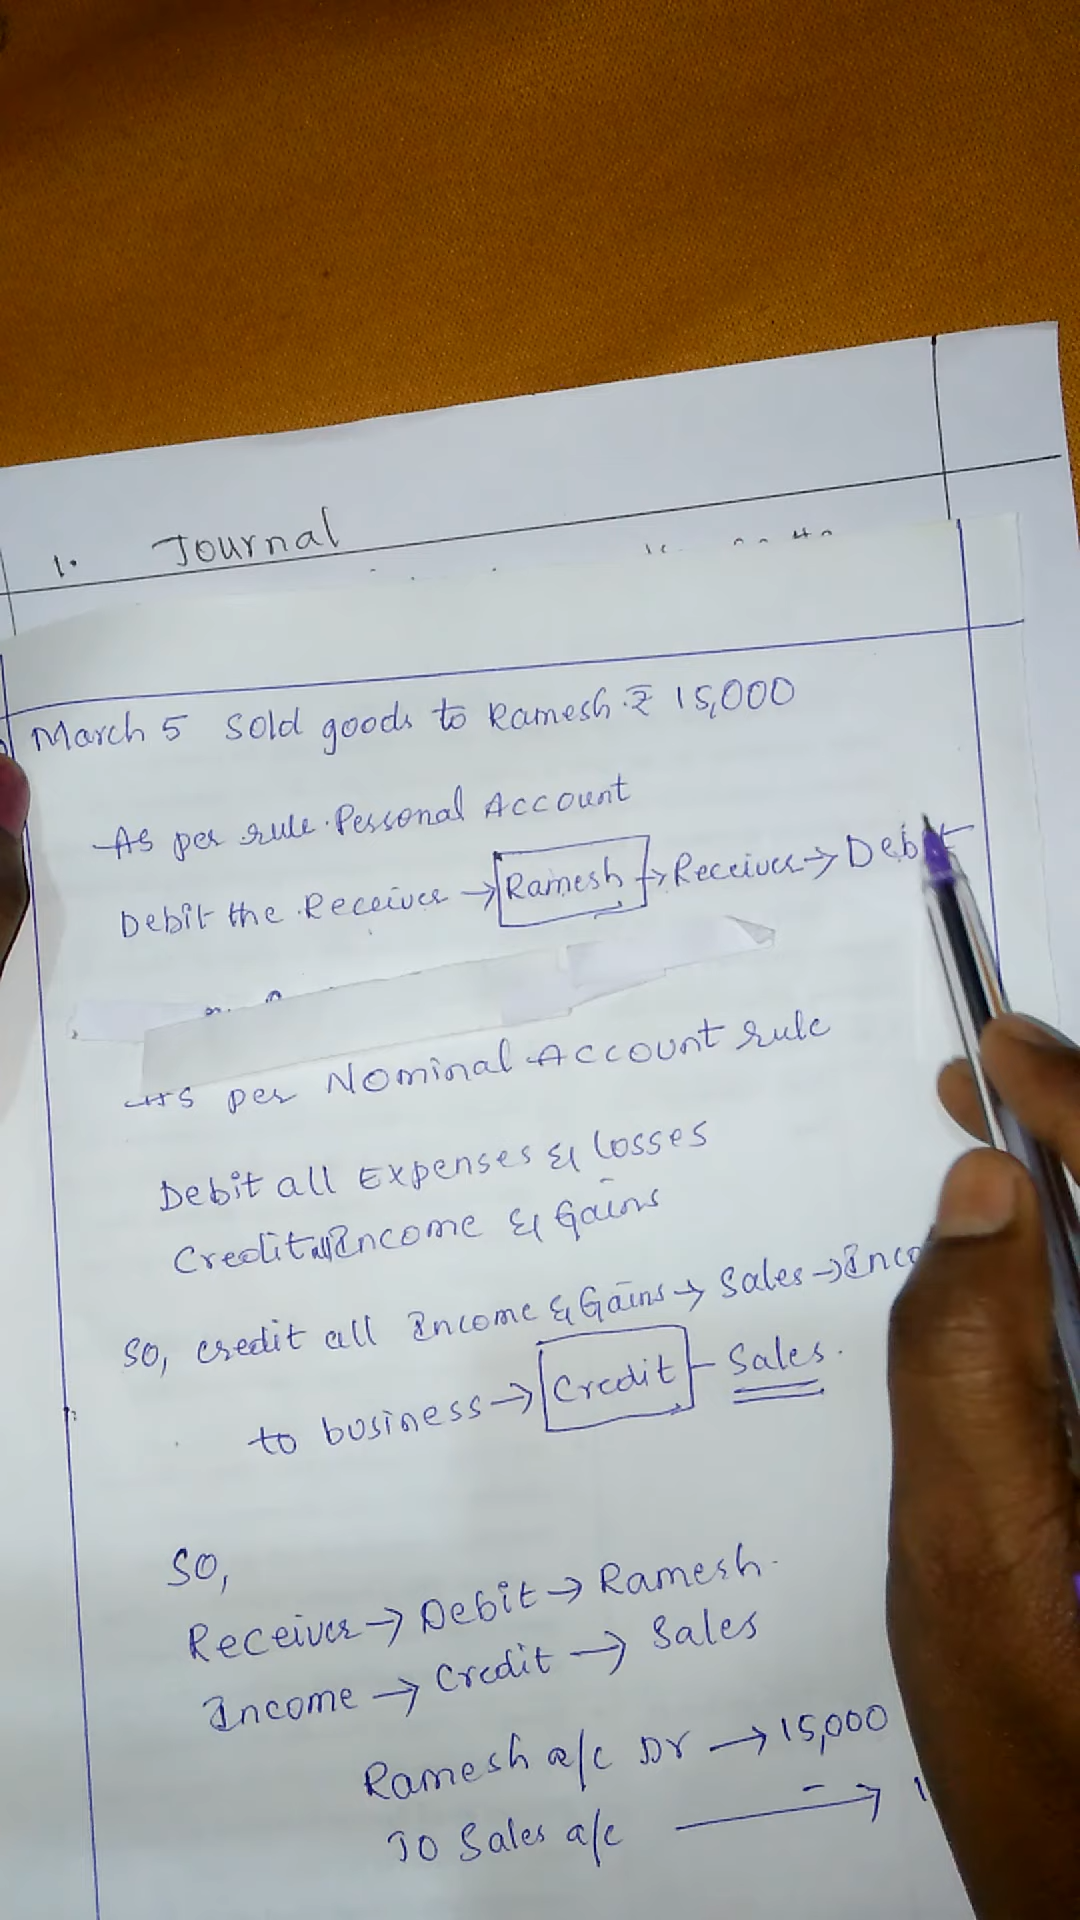 1. Journal
March 5 Sold goods to Ramesh. ₹ 15,000
As per rule. Personal Account
Debit the Receiver → Ramesh → Receiver → Debit
As per Nominal Account rule
Debit all Expenses & losses
Credit all Income & Gains
So, credit all Income & Gains → Sales → Inco
to business → Credit - Sales.
So,
Receiver → Debit → Ramesh.
Income → Credit → Sales
Ramesh a/c Dr → 15,000
To Sales a/c → 1